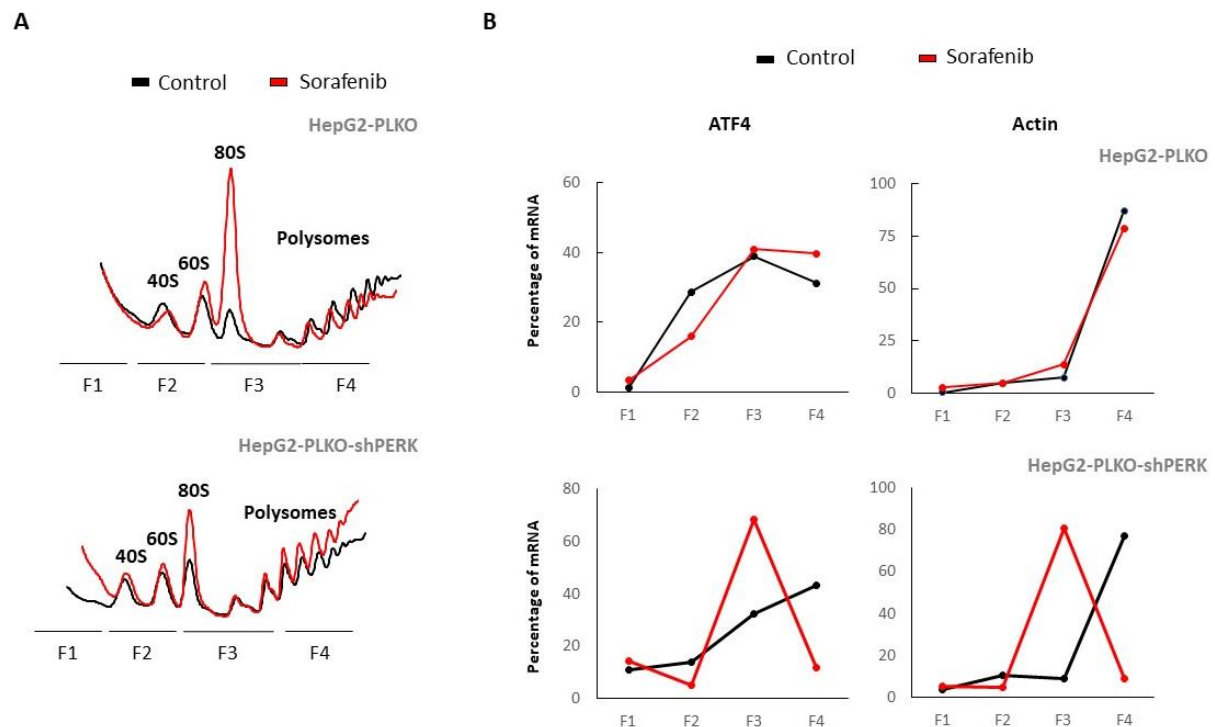 A
Control Sorafenib
HepG2-PLKO
80S
Polysomes
60S
40S
F1 F2 F3 F4
HepG2-PLKO-shPERK
80S
Polysomes
60S
40S
F1 F2 F3 F4
B
Control Sorafenib
ATF4 Actin
HepG2-PLKO
Percentage of mRNA
60
40
20
0
F1 F2 F3 F4
100
75
50
25
0
F1 F2 F3 F4
HepG2-PLKO-shPERK
Percentage of mRNA
80
60
40
20
0
F1 F2 F3 F4
100
80
60
40
20
0
F1 F2 F3 F4